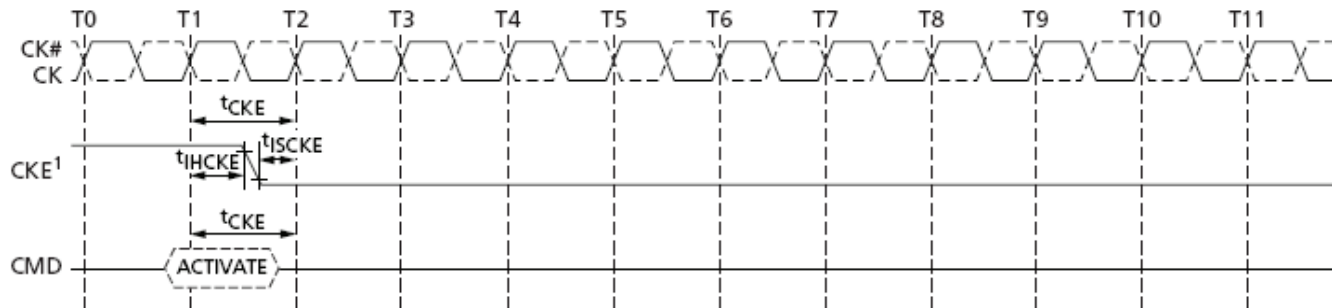 T0 T1 T2 T3 T4 T5 T6 T7 T8 T9 T10 T11
CK#
CK
tCKE
tISCKE
CKE¹
tIHCKE
tCKE
CMD
ACTIVATE